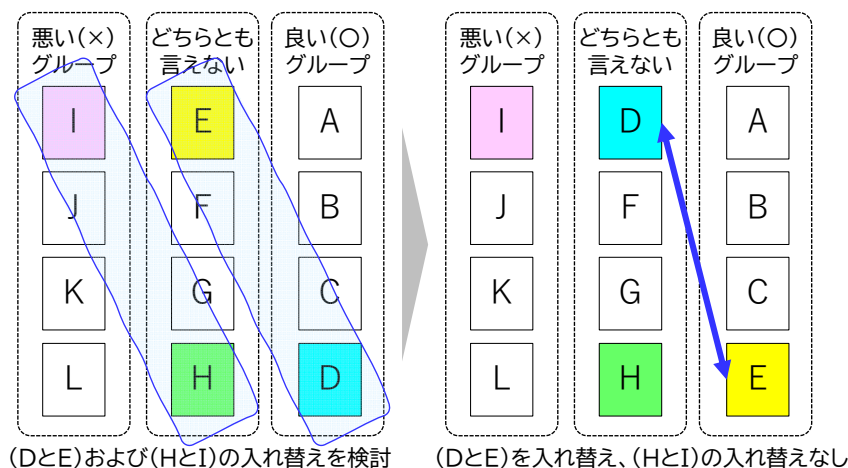 悪い(×)
グループ
どちらとも
言えない
良い(〇)
グループ
I
E
A
J
F
B
K
G
C
L
H
D
(DとE)および(HとI)の入れ替えを検討
悪い(×)
グループ
どちらとも
言えない
良い(〇)
グループ
I
D
A
J
F
B
K
G
C
L
H
E
(DとE)を入れ替え、(HとI)の入れ替えなし